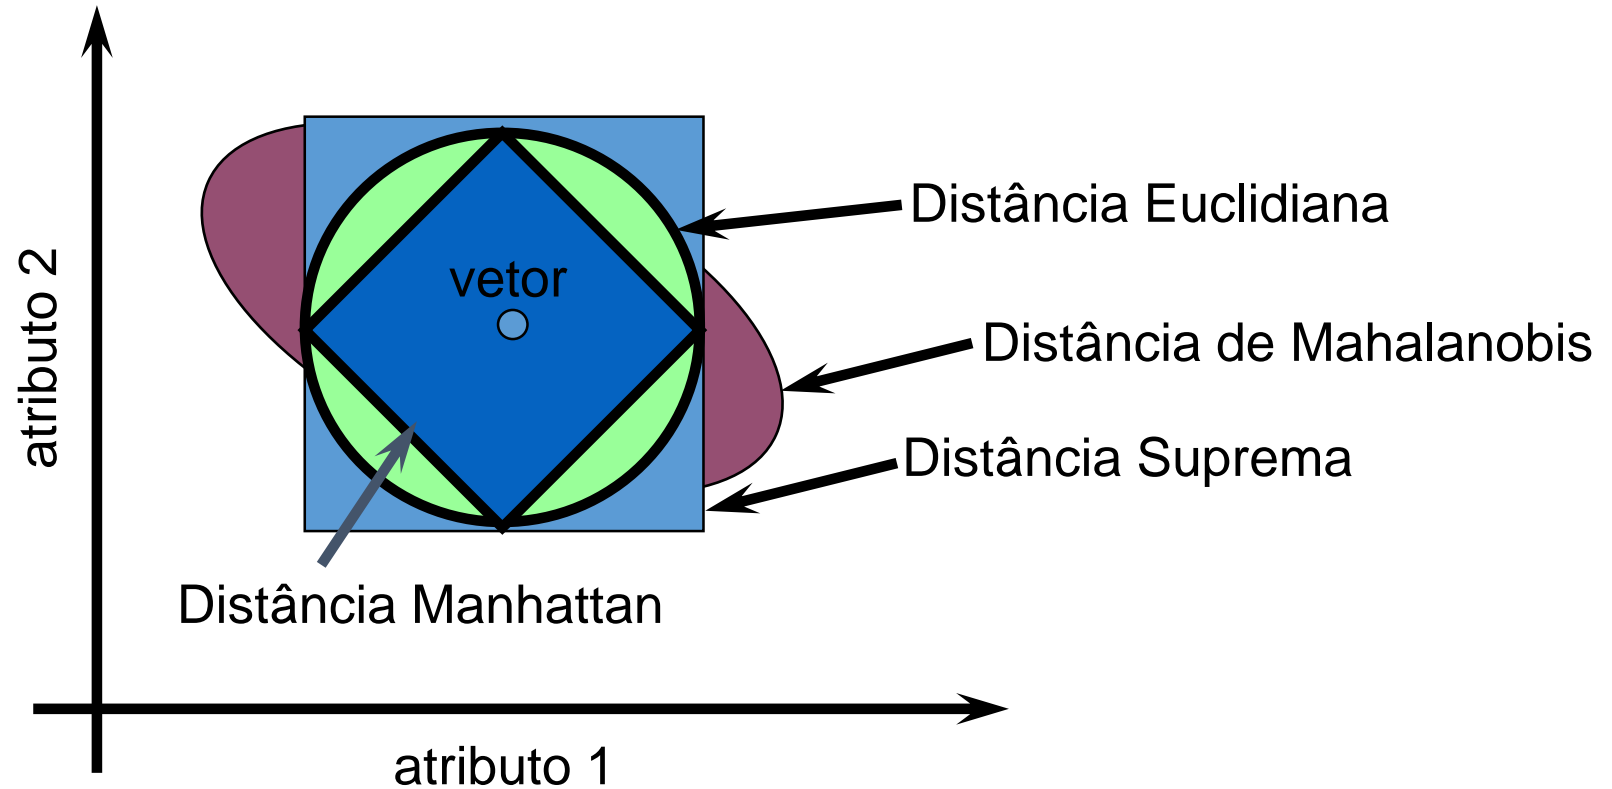 Distância Euclidiana
vetor
atributo 2
Distância de Mahalanobis
Distância Suprema
Distância Manhattan
atributo 1